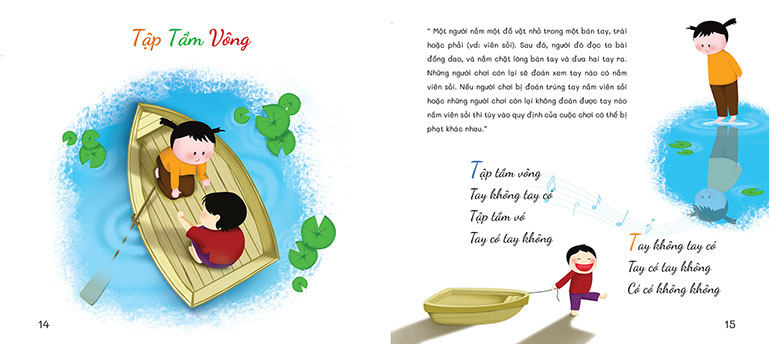 Tập Tầm Vông
" Một người nắm một đồ vật nhỏ trong một bàn tay, trái
hoặc phải (vd: viên sỏi). Sau đó, người đó đọc to bài
đồng dao, và nắm chặt lòng bàn tay và đưa hai tay ra.
Những người chơi còn lại sẽ đoán xem tay nào có nắm
viên sỏi. Nếu người chơi bị đoán trúng tay nắm viên sỏi
hoặc những người chơi còn lại không đoán được tay nào
nắm viên sỏi thì tùy vào quy định của cuộc chơi có thể bị
phạt khác nhau."
Tập tầm vông
Tay không tay có
Tập tầm vó
Tay có tay không
Tay không tay có
Tay có tay không
Có có không không
14
15